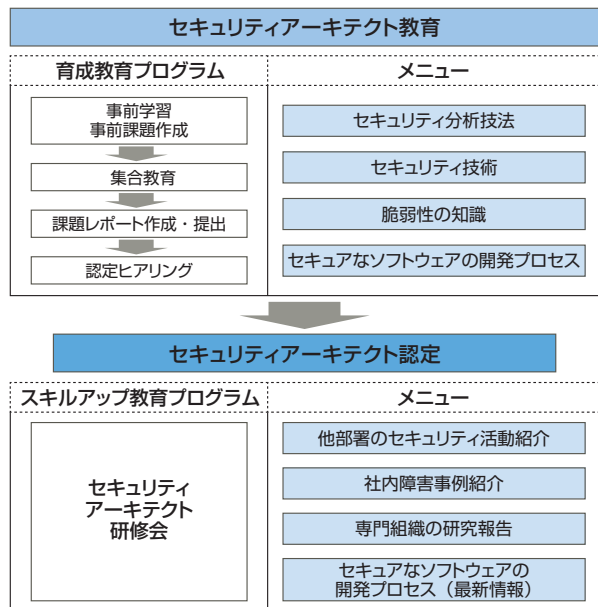 セキュリティアーキテクト教育
育成教育プログラム
メニュー
事前学習
事前課題作成
集合教育
課題レポート作成・提出
認定ヒアリング
セキュリティ分析技法
セキュリティ技術
脆弱性の知識
セキュアなソフトウェアの開発プロセス
セキュリティアーキテクト認定
スキルアップ教育プログラム
メニュー
セキュリティ
アーキテクト
研修会
他部署のセキュリティ活動紹介
社内障害事例紹介
専門組織の研究報告
セキュアなソフトウェアの
開発プロセス（最新情報）